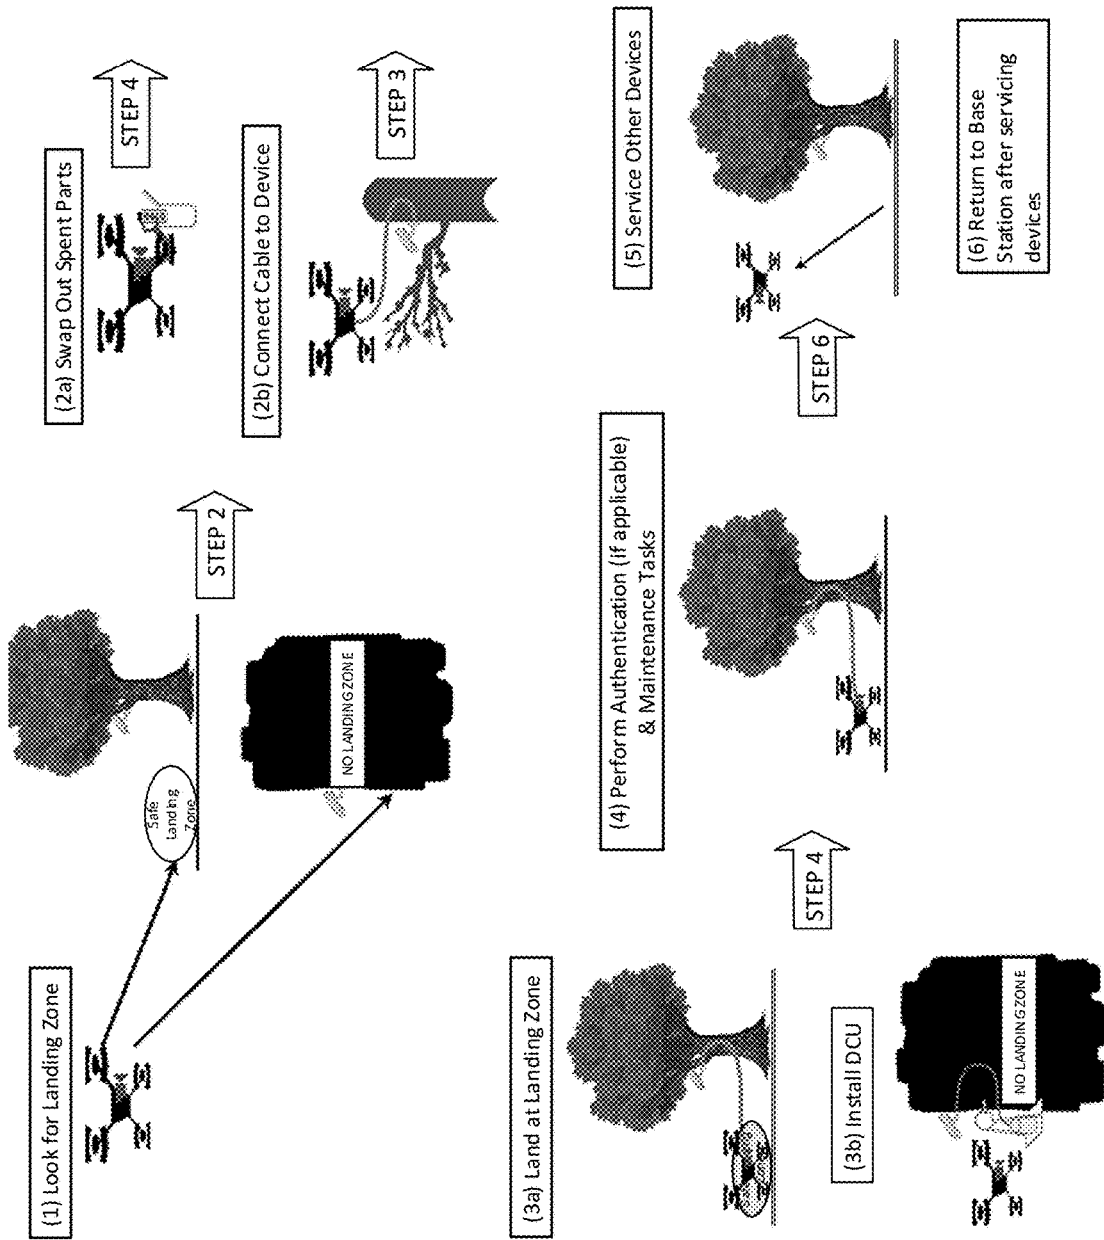 (1) Look for Landing Zone
Safe
Landing
Zone
NO LANDING ZONE
STEP 2
(2a) Swap Out Spent Parts
STEP 4
(2b) Connect Cable to Device
STEP 3
(3a) Land at Landing Zone
(3b) Install DCU
NO LANDING ZONE
STEP 4
(4) Perform Authentication (if applicable)
& Maintenance Tasks
STEP 6
(5) Service Other Devices
(6) Return to Base
Station after servicing
devices